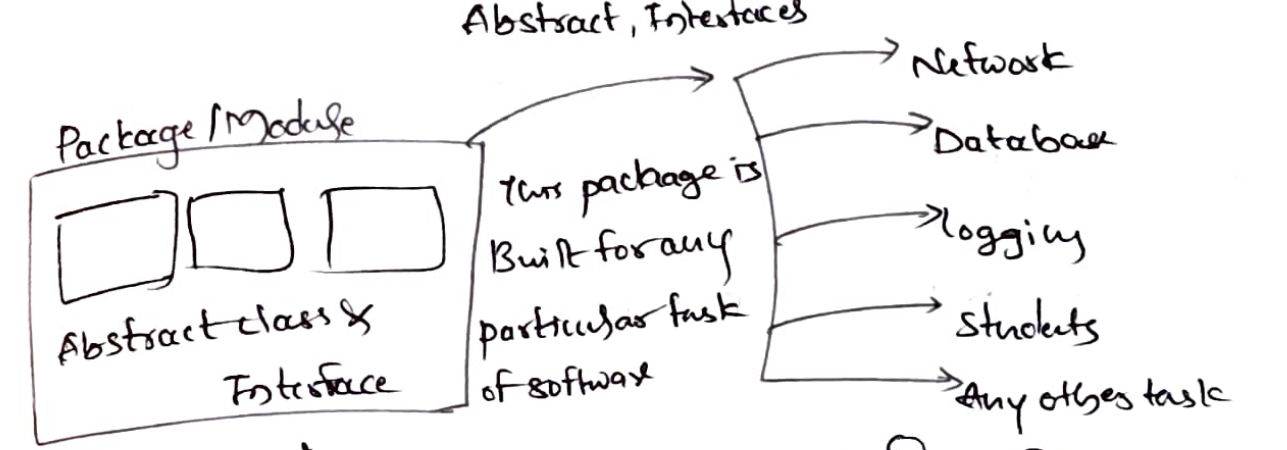 Abstract, Interfaces
Package/Module
Abstract class &
Interface
This package is
Built for any
particular task
of software
Network
Database
logging
Students
Any other task